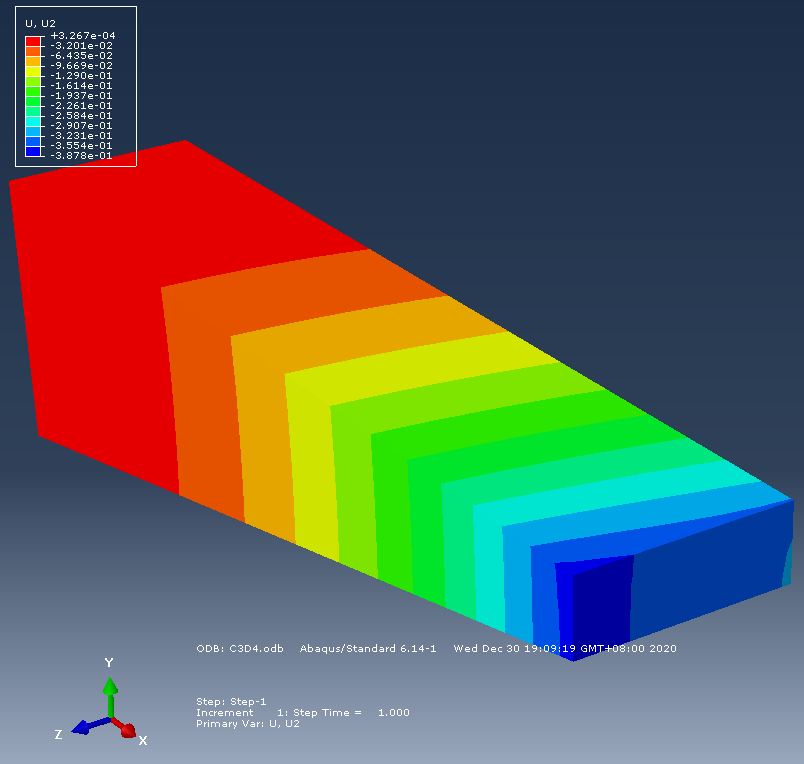 U, U2
+3.267e-04
-3.201e-02
-6.435e-02
-9.669e-02
-1.290e-01
-1.614e-01
-1.937e-01
-2.261e-01
-2.584e-01
-2.907e-01
-3.231e-01
-3.554e-01
-3.878e-01
ODB: C3D4.odb Abaqus/Standard 6.14-1 Wed Dec 30 19:09:19 GMT+08:00 2020
Y
Z
X
Step: Step-1
Increment 1: Step Time = 1.000
Primary Var: U, U2